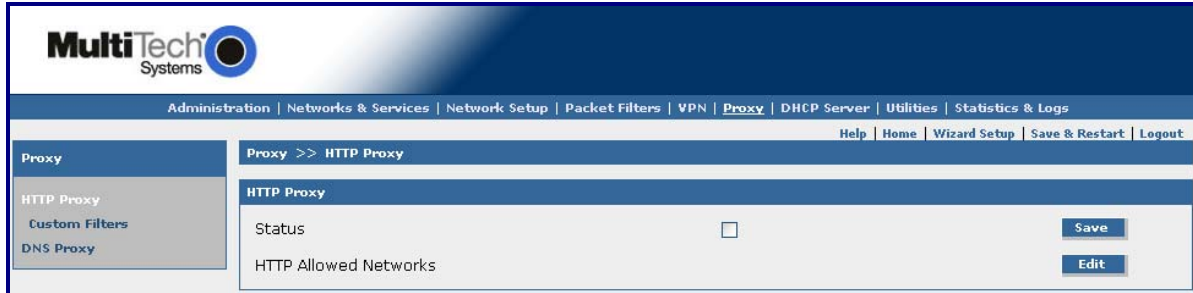 MultiTech
Systems
Administration | Networks & Services | Network Setup | Packet Filters | VPN | Proxy | DHCP Server | Utilities | Statistics & Logs
Help | Home | Wizard Setup | Save & Restart | Logout
Proxy
HTTP Proxy
Custom Filters
DNS Proxy
Proxy >> HTTP Proxy
HTTP Proxy
Status Save
HTTP Allowed Networks Edit